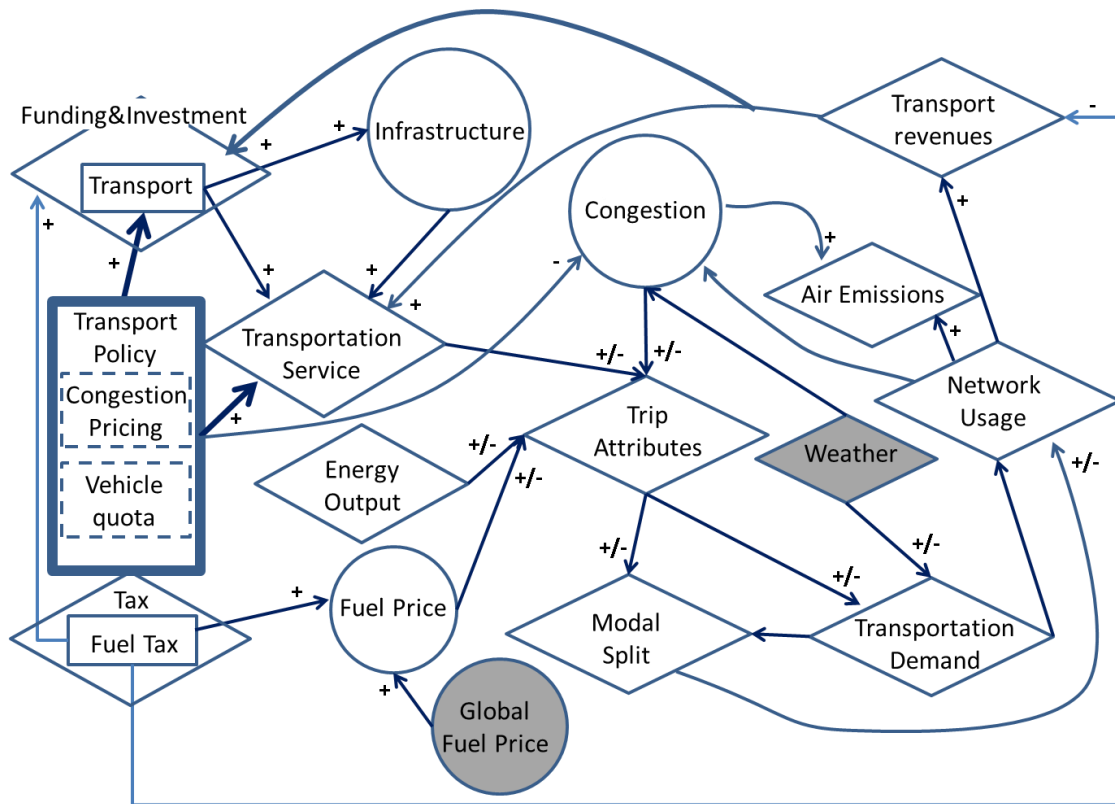 Funding&Investment
Transport
+
Infrastructure
Transport
revenues
-
Congestion
+
+
+
+
+
+
-
+
Air Emissions
+
Transport
Policy
Congestion
Pricing
Vehicle
quota
+
Transportation
Service
+/-
+/-
Network
Usage
Trip
Attributes
Weather
+/-
Energy
Output
+/-
+/-
+/-
+/-
+/-
Tax
Fuel Tax
+
Fuel Price
Modal
Split
Transportation
Demand
+
Global
Fuel Price